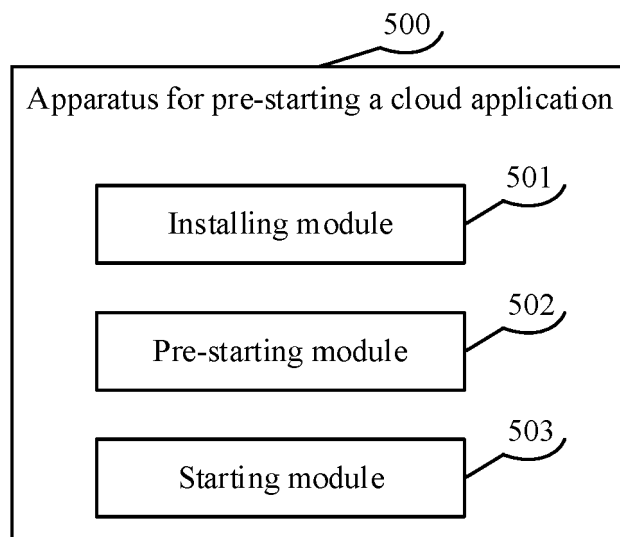 500
Apparatus for pre-starting a cloud application
501
Installing module
502
Pre-starting module
503
Starting module